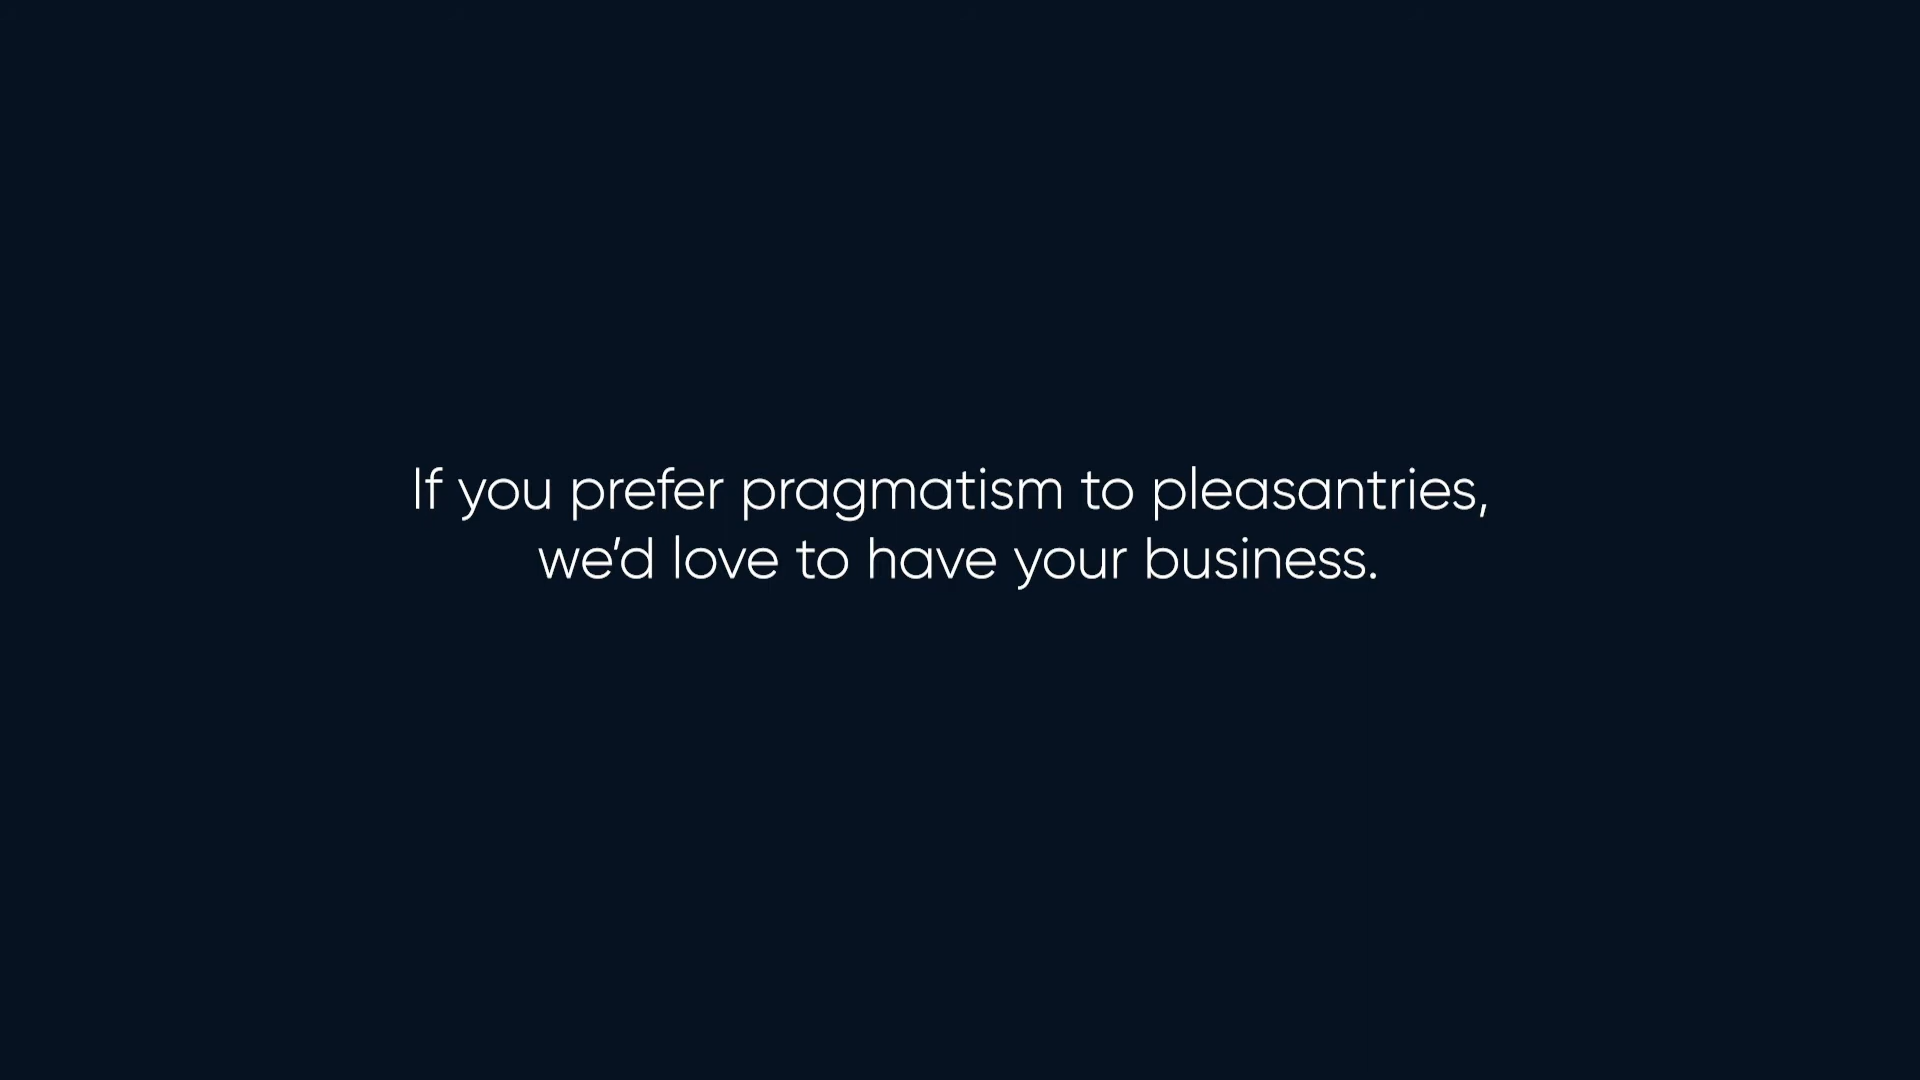 If you prefer pragmatism to pleasantries,
we’d love to have your business.